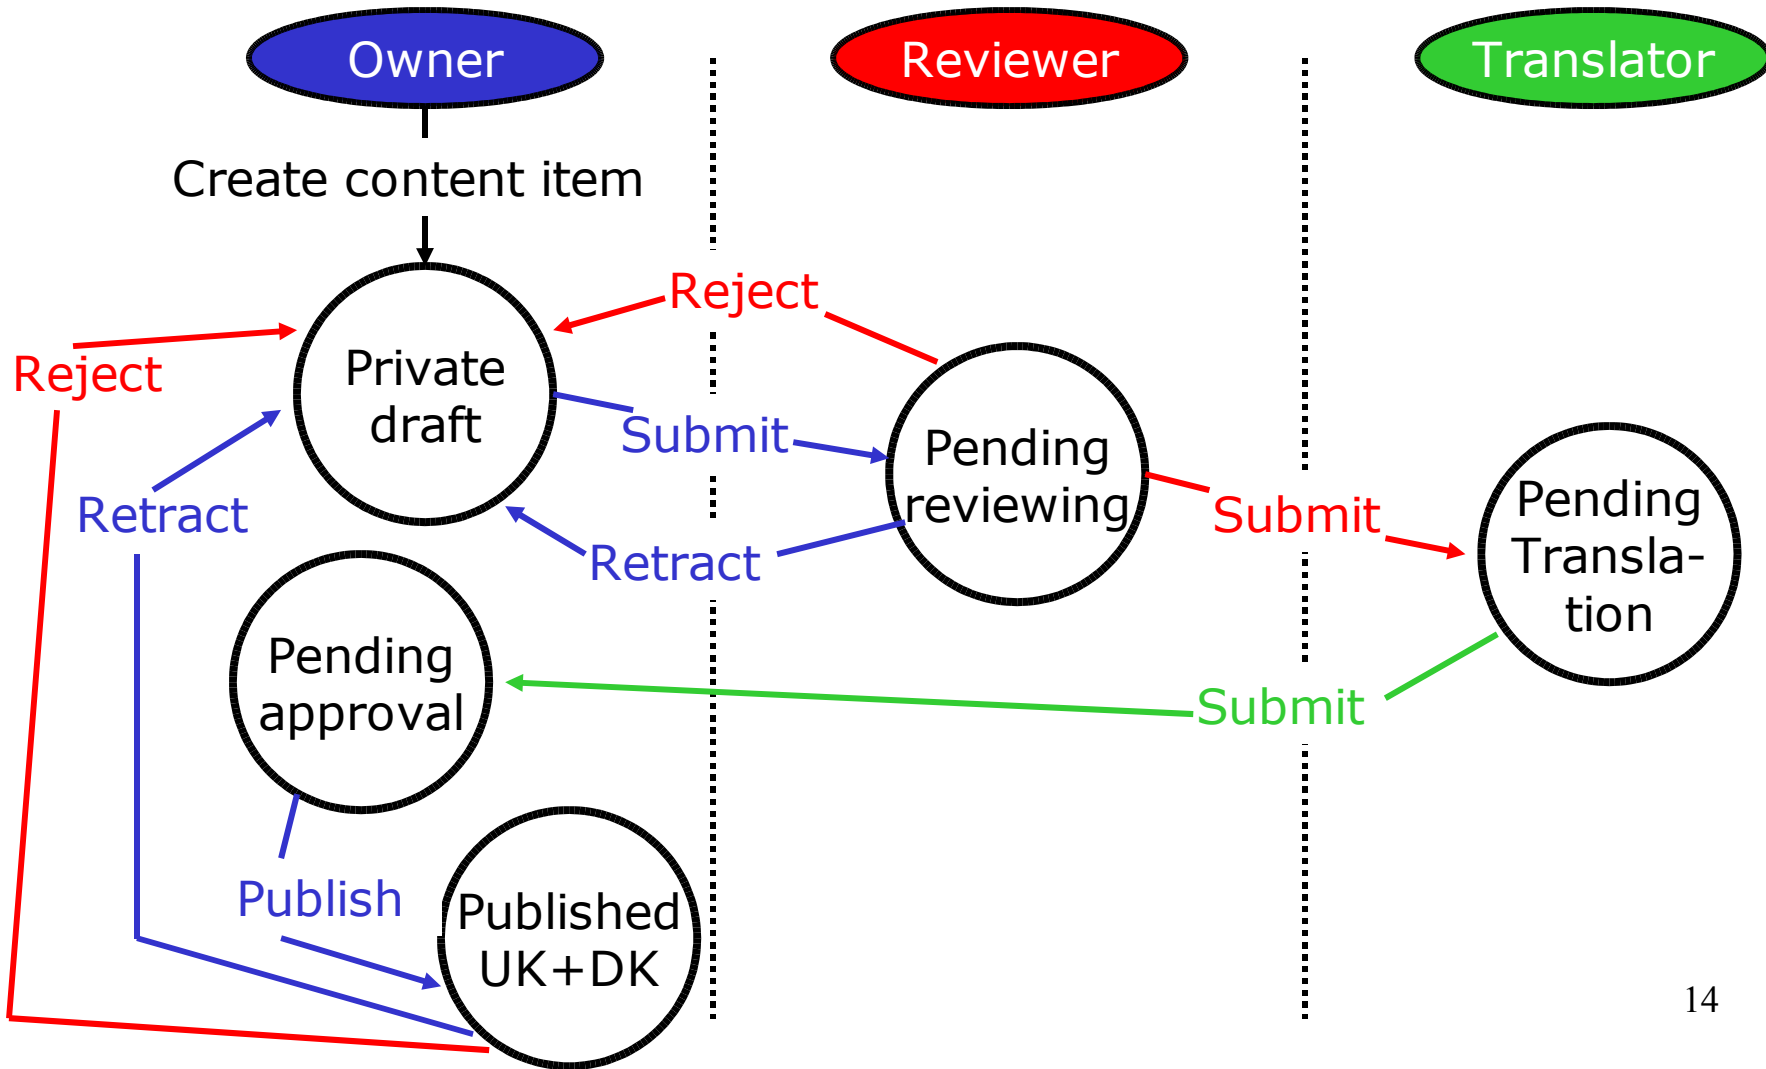 Owner
Reviewer
Translator
Create content item
Reject
Reject
Private
draft
Submit
Pending
reviewing
Retract
Submit
Pending
Transla-
tion
Retract
Pending
approval
Submit
Publish
Published
UK+DK
14